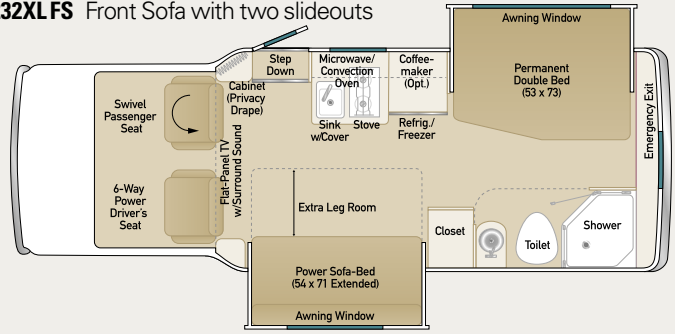 32XL FS Front Sofa with two slideouts
Awning Window
Step
Down
Microwave/
Convection
Oven
Coffee-
maker
(Opt.)
Permanent
Double Bed
(53 x 73)
Cabinet
(Privacy
Drape)
Swivel
Passenger
Seat
Sink
w/Cover
Stove
Refrig./
Freezer
Emergency Exit
Flat-Panel TV
w/Surround Sound
6-Way
Power
Driver's
Seat
Extra Leg Room
Closet
Toilet
Shower
Power Sofa-Bed
(54 x 71 Extended)
Awning Window